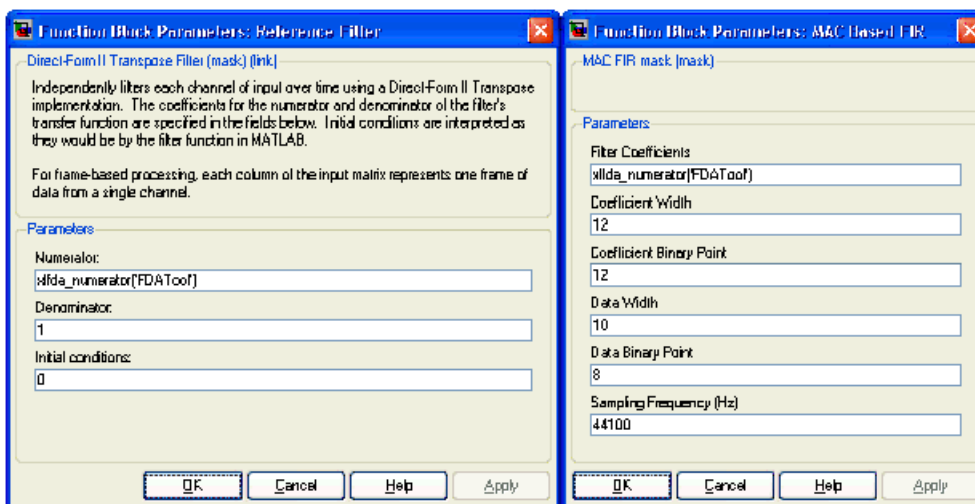 Function Block Parameters: Reference Filter
Direct-Form II Transpose Filter (mask) (link)
Independently filters each channel of input over time using a Direct-Form II Transpose
implementation. The coefficients for the numerator and denominator of the filter's
transfer function are specified in the fields below. Initial conditions are interpreted as
they would be by the filter function in MATLAB.
For frame-based processing, each column of the input matrix represents one frame of
data from a single channel.
Parameters
Numerator:
xlfda_numerator('FDATool')
Denominator:
1
Initial conditions:
0
OK Cancel Help Apply
Function Block Parameters: MAC Based FIR
MAC FIR mask (mask)
Parameters
Filter Coefficients
xlfda_numerator('FDATool')
Coefficient Width
12
Coefficient Binary Point
12
Data Width
10
Data Binary Point
8
Sampling Frequency (Hz)
44100
OK Cancel Help Apply